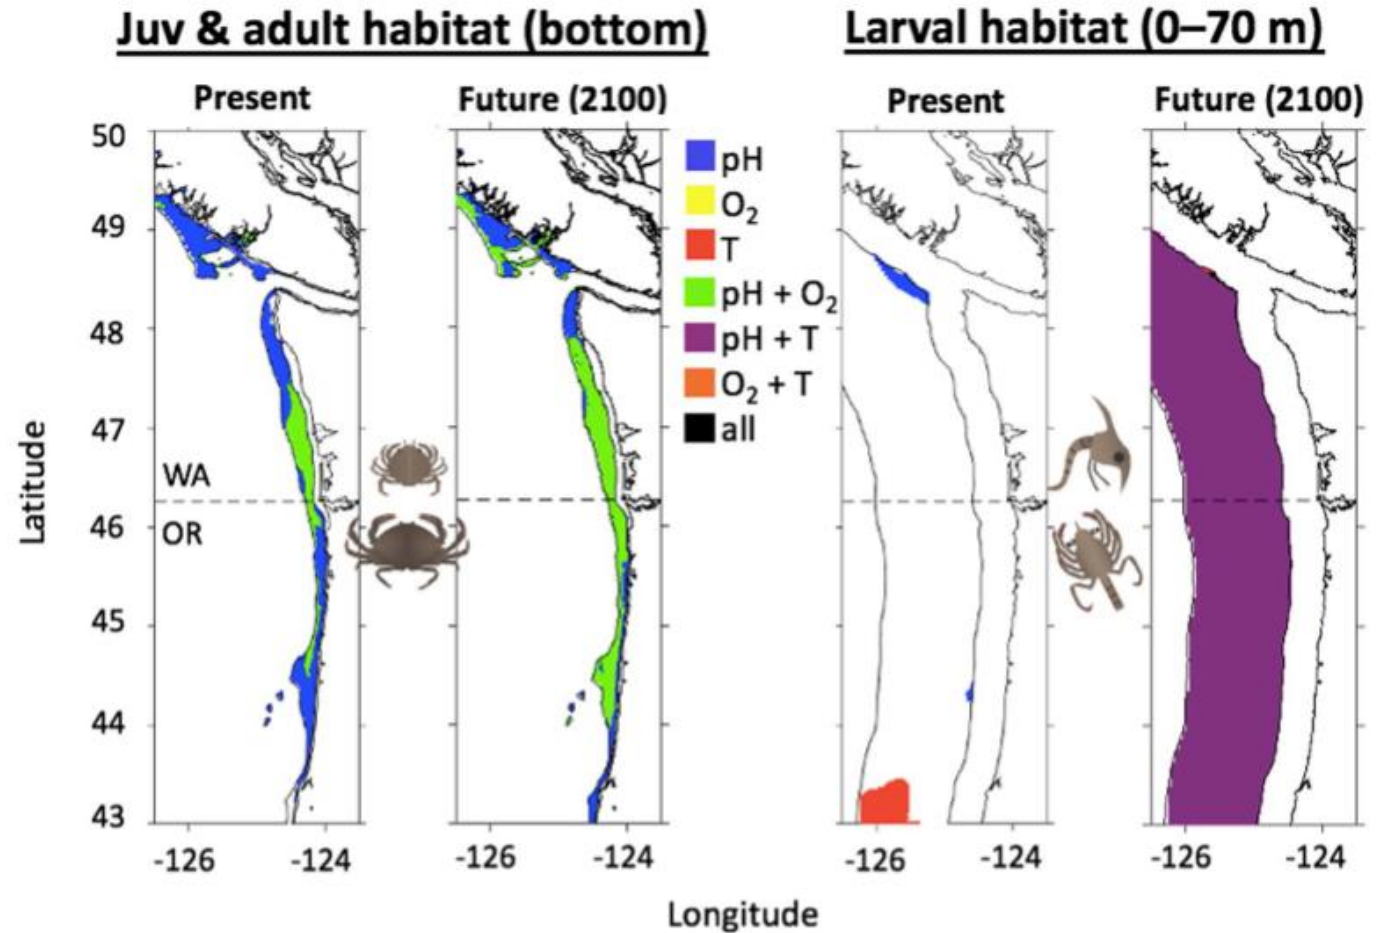 Juv & adult habitat (bottom)
Larval habitat (0–70 m)
Present
Future (2100)
Present
Future (2100)
50
49
48
47
46
45
44
43
Latitude
WA
OR
pH
O₂
T
pH + O₂
pH + T
O₂ + T
all
-126
-124
-126
-124
-126
-124
-126
-124
Longitude